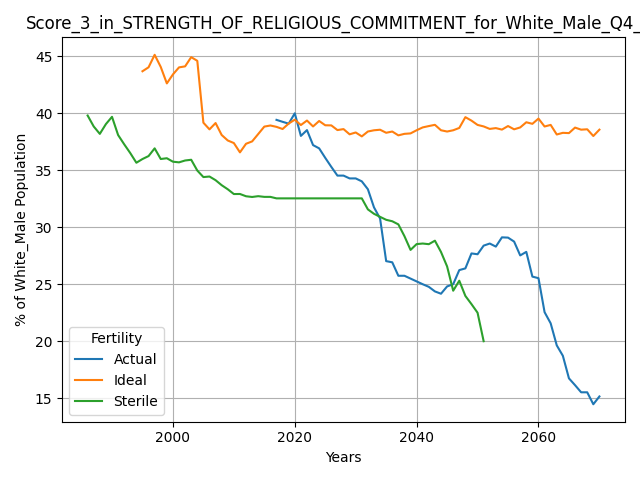 Score_3_in_STRENGTH_OF_RELIGIOUS_COMMITMENT_for_White_Male_Q4_
45
40
35
30
25
20
15
% of White_Male Population
Fertility
Actual
Ideal
Sterile
2000 2020 2040 2060
Years